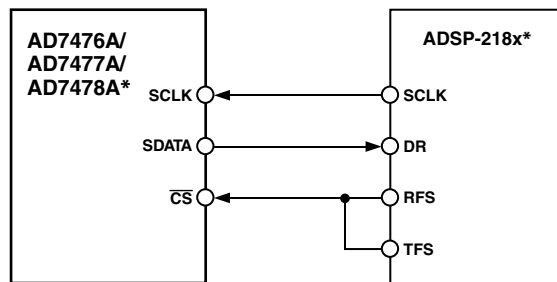 AD7476A/
AD7477A/
AD7478A*
ADSP-218x*
SCLK
SCLK
SDATA
DR
CS
RFS
TFS